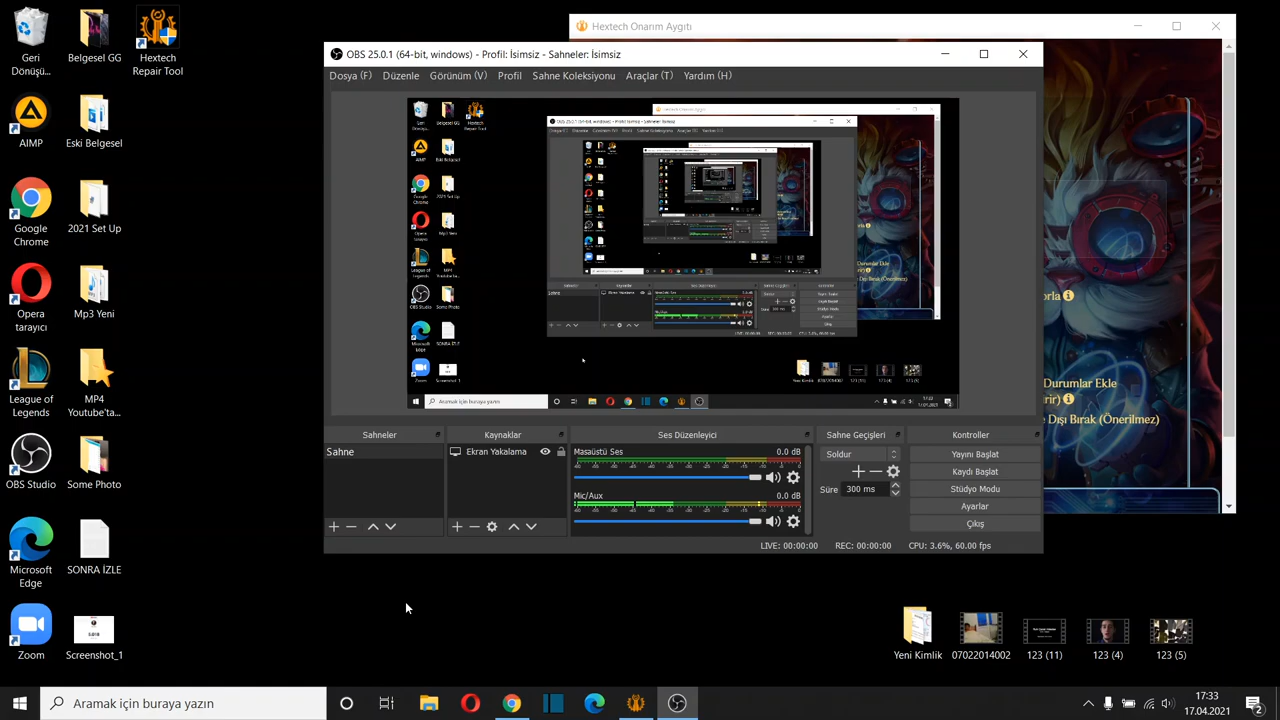 Geri
Dönüşü...
Belgesel GG
Hextech
Repair Tool
AIMP
Eski Belgesel
Google
Chrome
2024 Set Up
Opera
tarayıcı
Mp3 Yeni
League of
Legends
MP4
Youtube'ta...
OBS Studio
Some Photo
Microsoft
Edge
SONRA İZLE
Zoom
Screenshot_1
Hextech Onarım Aygıtı
OBS 25.0.1 (64-bit, windows) - Profil: İsimsiz - Sahneler: İsimsiz
Dosya (F) Düzenle Görünüm (V) Profil Sahne Koleksiyonu Araçlar (T) Yardım (H)
Aramak için buraya yazın
Durumlar Ekle
e Dışı Bırak (Önerilmez)
Sahneler
Kaynaklar
Ses Düzenleyici
Sahne Geçişleri
Kontroller
Sahne
Ekran Yakalama
Masaüstü Ses 0.0 dB
Mic/Aux 0.0 dB
Soldur
Süre 300 ms
Yayını Başlat
Kaydı Başlat
Stüdyo Modu
Ayarlar
Çıkış
LIVE: 00:00:00 REC: 00:00:00 CPU: 3.6%, 60.00 fps
Yeni Kimlik
07022014002
123 (11)
123 (4)
123 (5)
Aramak için buraya yazın
17:33
17.04.2021
2